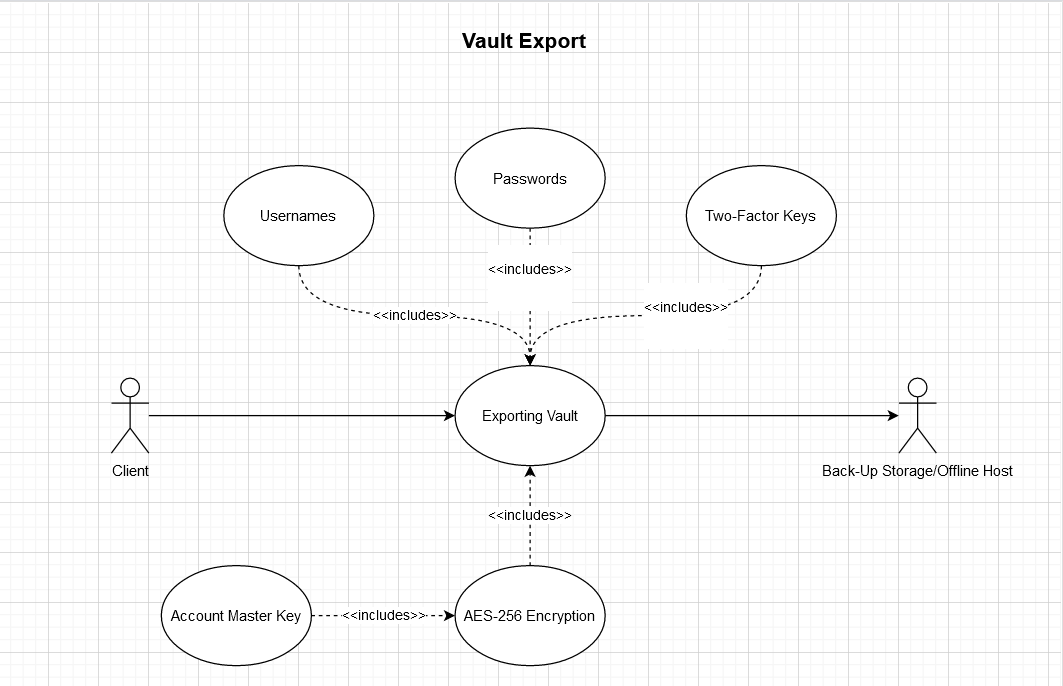 Vault Export
Passwords
Usernames
Two-Factor Keys
<<includes>>
<<includes>>
<<includes>>
Exporting Vault
Client
Back-Up Storage/Offline Host
<<includes>>
Account Master Key
<<includes>>
AES-256 Encryption